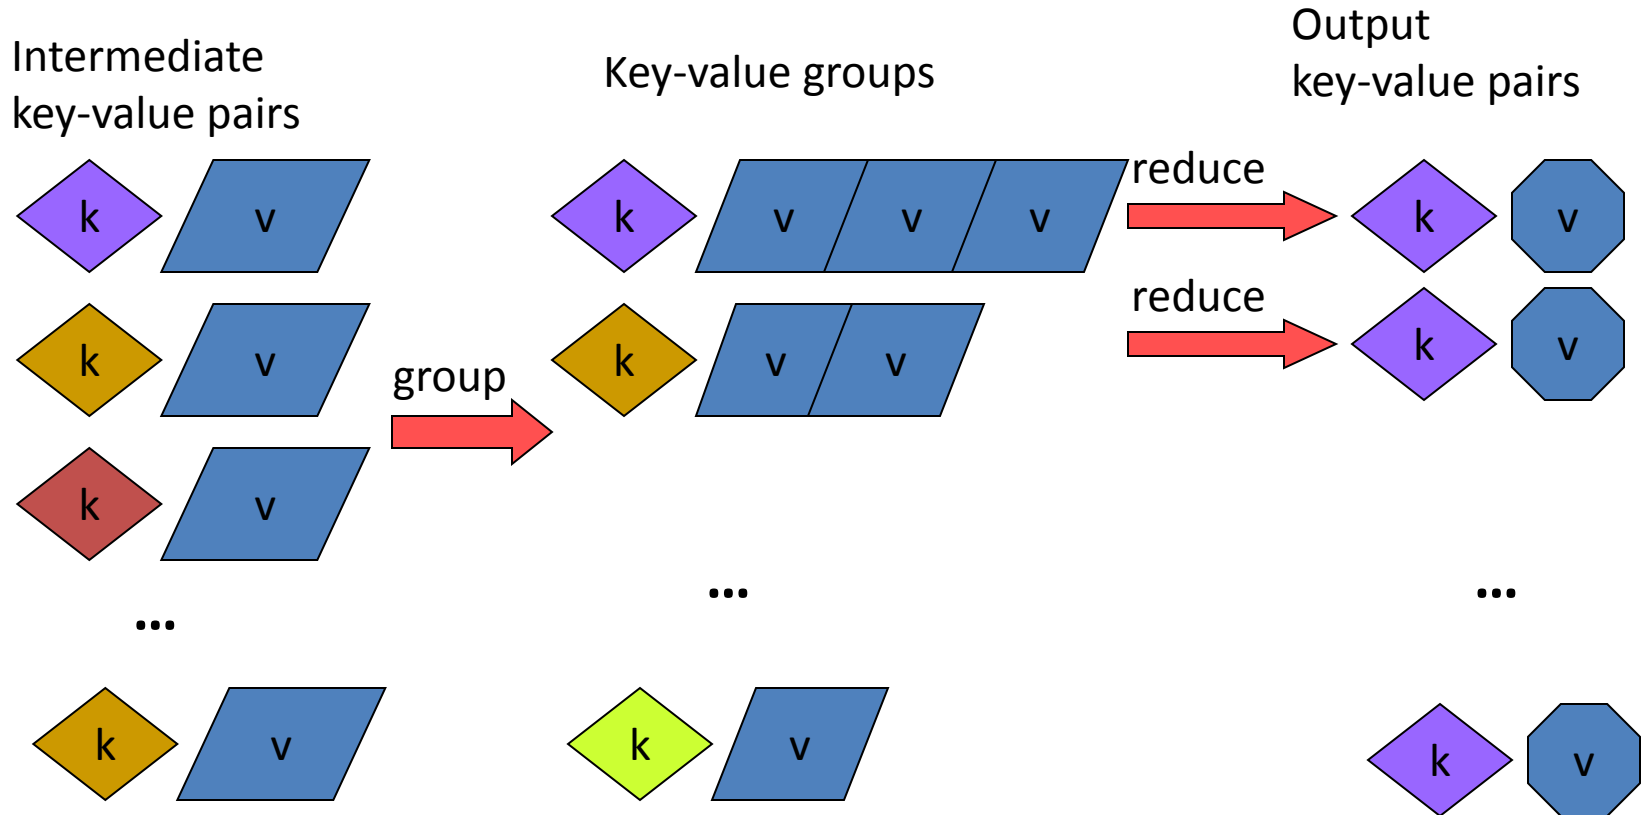 Intermediate
key-value pairs
Key-value groups
Output
key-value pairs
k v
k v v v
reduce
k v
k v
k v v
reduce
k v
group
k v
...
...
...
k v
k v
k v